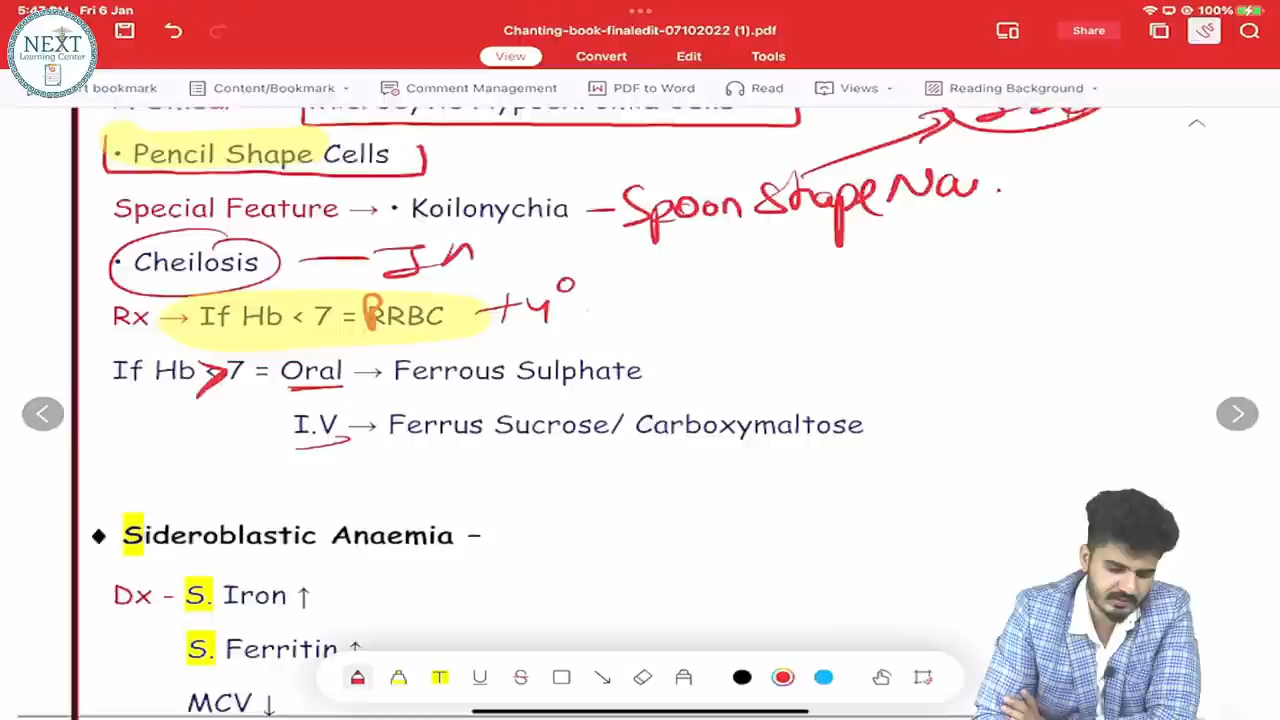 5:47 PM Fri 6 Jan
100%
NEXT
Learning Center
Chanting-book-finaledit-07102022 (1).pdf
Share
View Convert Edit Tools
bookmark Content/Bookmark Comment Management PDF to Word Read Views Reading Background
• Pencil Shape Cells
Special Feature → • Koilonychia – Spoon Shape Nai
• Cheilosis — In
Rx → If Hb < 7 = PRBC + 4°
If Hb > 7 = Oral → Ferrous Sulphate
I.V → Ferrus Sucrose/ Carboxymaltose
◆ Sideroblastic Anaemia –
Dx - S. Iron ↑
S. Ferritin ↑
MCV ↓